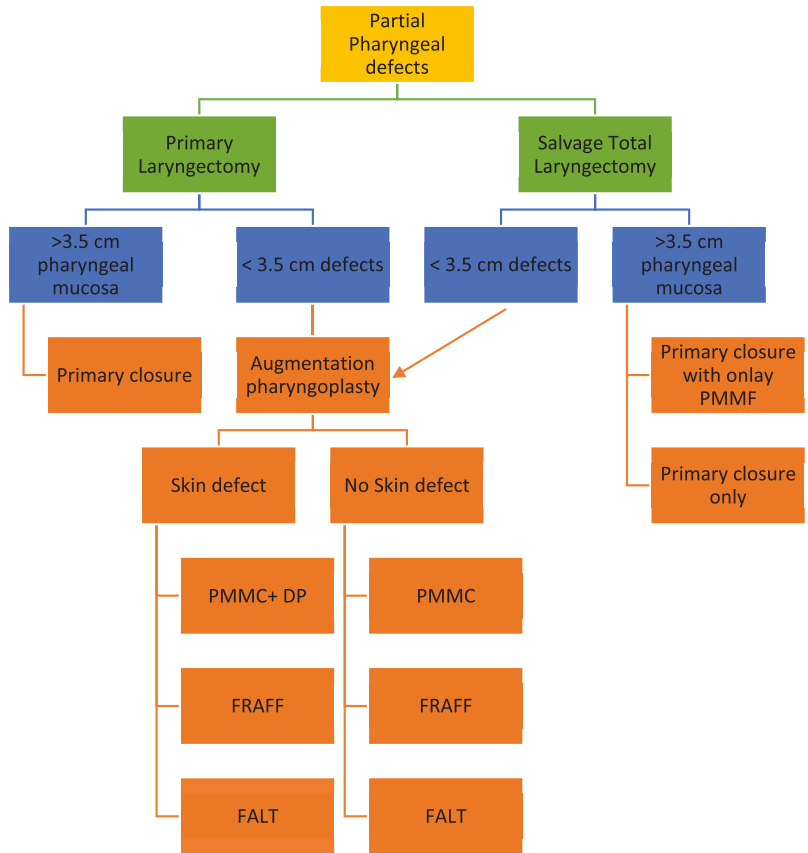 Partial
Pharyngeal
defects
Primary
Laryngectomy
Salvage Total
Laryngectomy
>3.5 cm
pharyngeal
mucosa
< 3.5 cm defects
< 3.5 cm defects
>3.5 cm
pharyngeal
mucosa
Primary closure
Augmentation
pharyngoplasty
Primary closure
with onlay
PMMF
Skin defect
No Skin defect
Primary closure
only
PMMC+ DP
PMMC
FRAFF
FRAFF
FALT
FALT